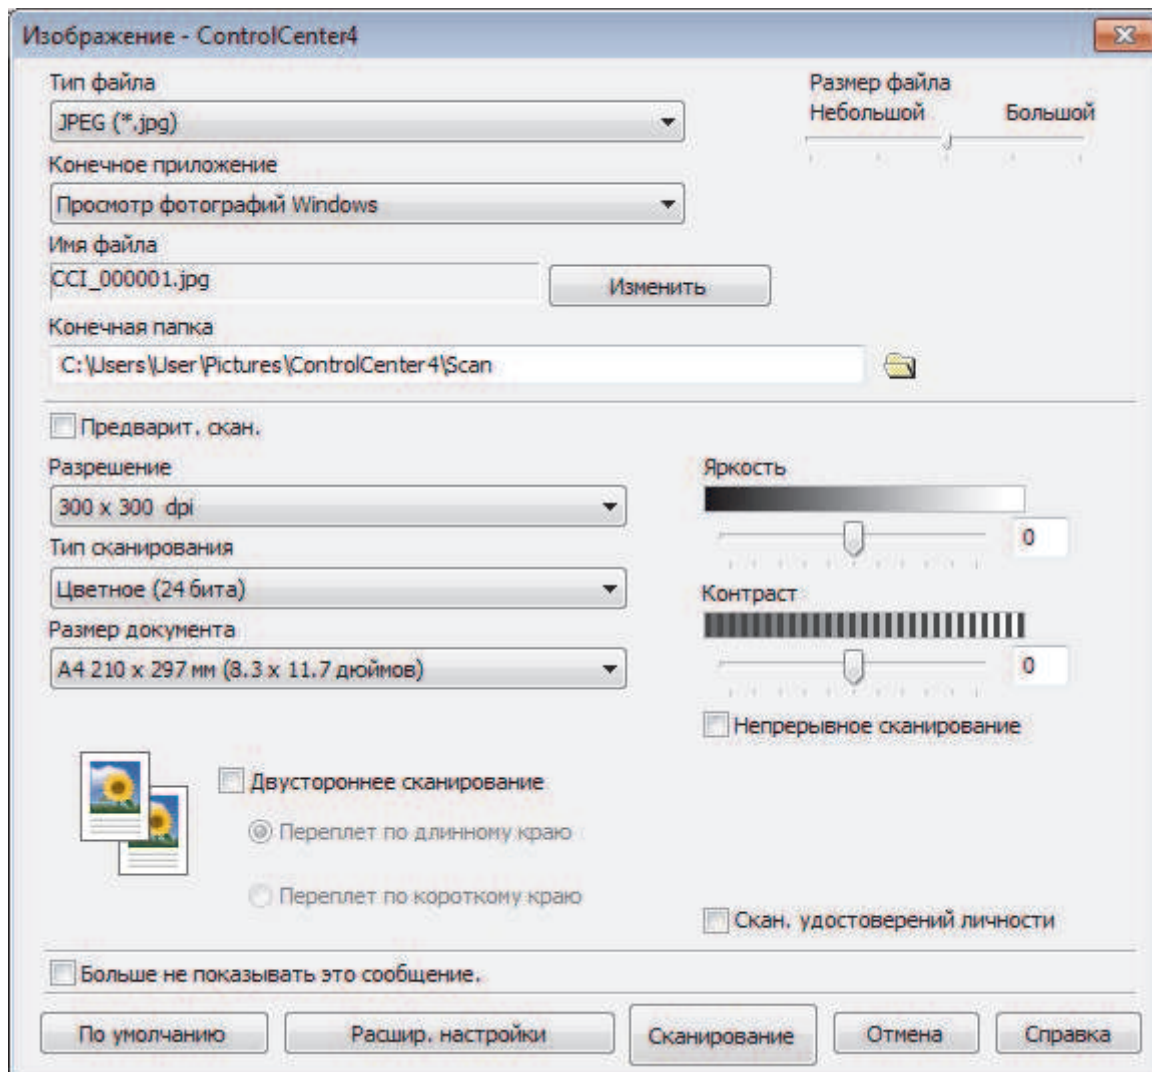 Изображение - ControlCenter4
Тип файла
Размер файла
JPEG (*.jpg)
Небольшой Большой
Конечное приложение
Просмотр фотографий Windows
Имя файла
CCI_000001.jpg
Изменить
Конечная папка
C:\Users\User\Pictures\ControlCenter4\Scan
Предварит. скан.
Разрешение
Яркость
300 x 300 dpi
0
Тип сканирования
Цветное (24 бита)
Контраст
Размер документа
A4 210 x 297 мм (8.3 x 11.7 дюймов)
0
Непрерывное сканирование
Двустороннее сканирование
Переплет по длинному краю
Переплет по короткому краю
Скан. удостоверений личности
Больше не показывать это сообщение.
По умолчанию Расшир. настройки Сканирование Отмена Справка